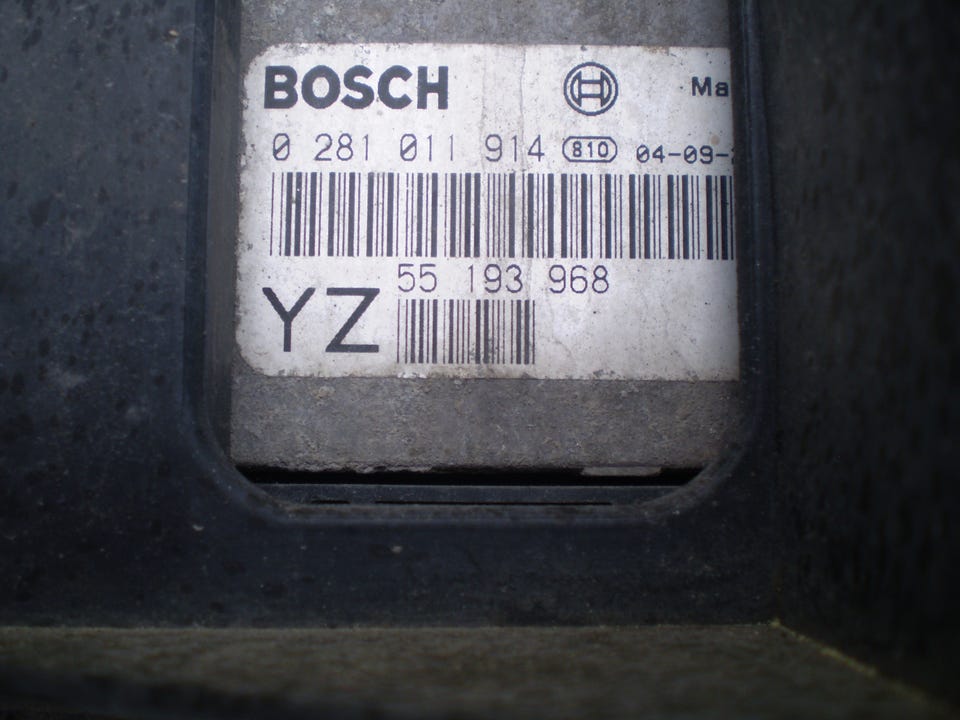 BOSCH Ma
0 281 011 914 810 04-09-
55 193 968
YZ